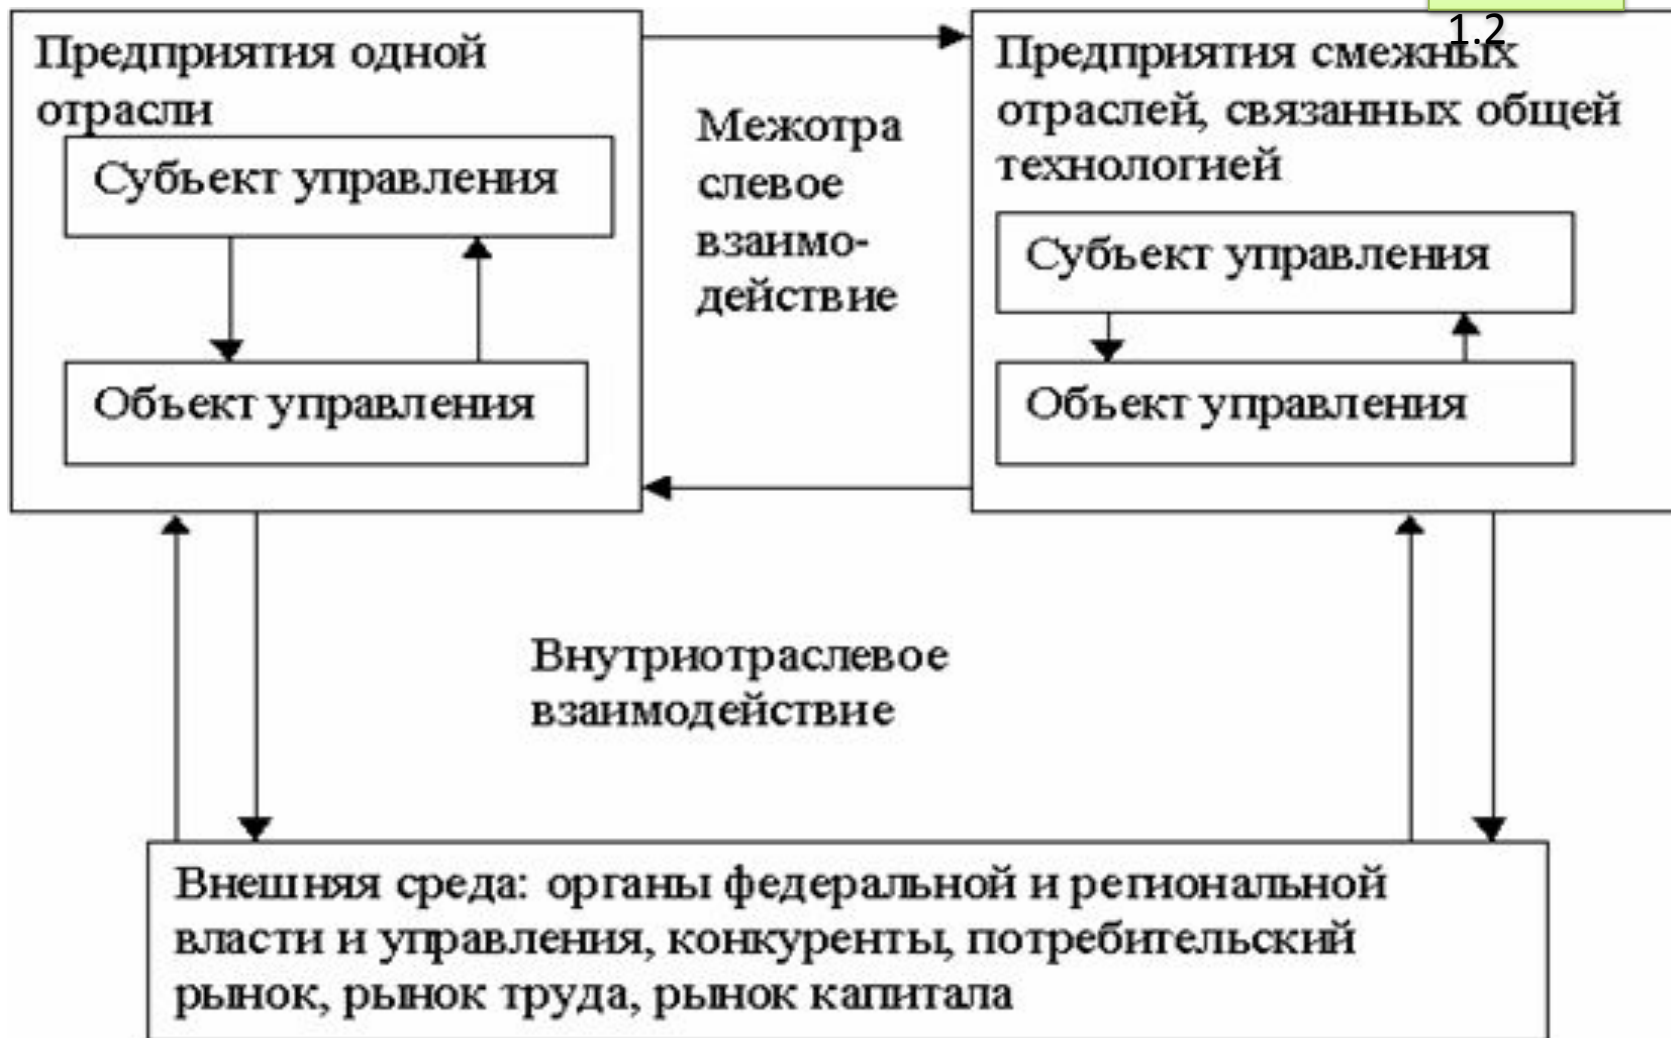 1.2
Предприятия одной
отрасли
Субъект управления
Объект управления
Межотра
слевое
взаимо-
действие
Предприятия смежных
отраслей, связанных общей
технологией
Субъект управления
Объект управления
Внутриотраслевое
взаимодействие
Внешняя среда: органы федеральной и региональной
власти и управления, конкуренты, потребительский
рынок, рынок труда, рынок капитала